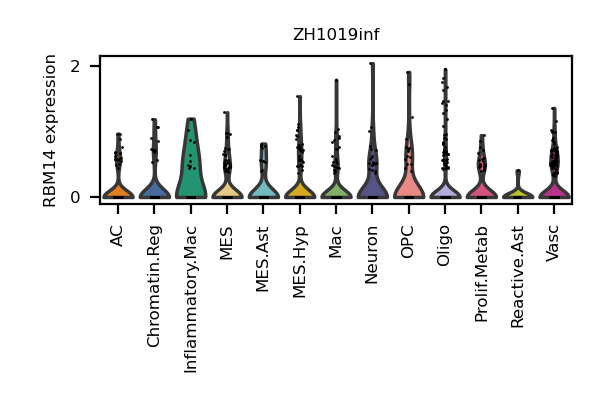 ZH1019inf
RBM14 expression
2
0
AC
Chromatin.Reg
Inflammatory.Mac
MES
MES.Ast
MES.Hyp
Mac
Neuron
OPC
Oligo
Prolif.Metab
Reactive.Ast
Vasc